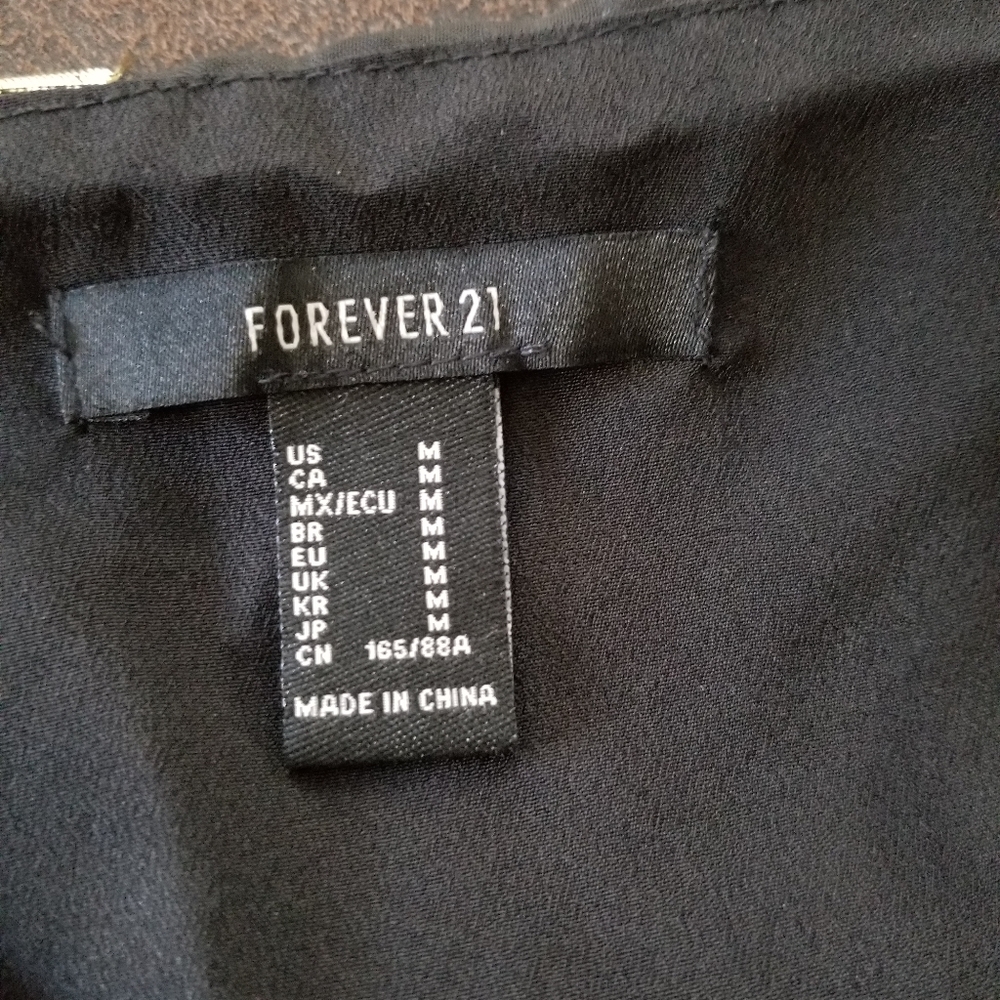 FOREVER 21
US M
CA M
MX/ECU M
BR M
EU M
UK M
KR M
JP M
CN 165/88A
MADE IN CHINA